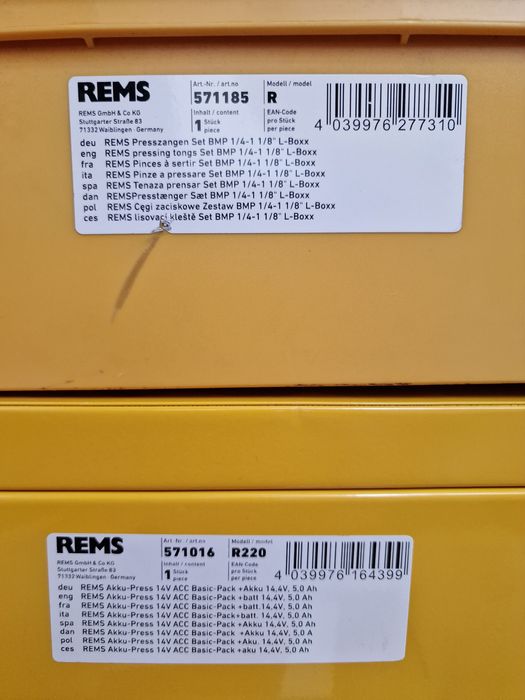 REMS
REMS GmbH & Co KG
Stuttgarter Straße 83
71332 Waiblingen · Germany
Art.-Nr. / art.no
571185
Inhalt / content
1 Stück
piece
Modell / model
R
EAN-Code
pro Stück
per piece
4 039976 277310
deu REMS Presszangen Set BMP 1/4-1 1/8" L-Boxx
eng REMS pressing tongs Set BMP 1/4-1 1/8" L-Boxx
fra REMS Pinces à sertir Set BMP 1/4-1 1/8" L-Boxx
ita REMS Pinze a pressare Set BMP 1/4-1 1/8" L-Boxx
spa REMS Tenaza prensar Set BMP 1/4-1 1/8" L-Boxx
dan REMSPresstænger Sæt BMP 1/4-1 1/8" L-Boxx
pol REMS Cęgi zaciskowe Zestaw BMP 1/4-1 1/8" L-Boxx
ces REMS lisovací kleště Set BMP 1/4-1 1/8" L-Boxx
REMS
REMS GmbH & Co KG
Stuttgarter Straße 83
71332 Waiblingen · Germany
Art.-Nr. / art.no
571016
Inhalt / content
1 Stück
piece
Modell / model
R220
EAN-Code
pro Stück
per piece
4 039976 164399
deu REMS Akku-Press 14V ACC Basic-Pack +Akku 14,4V, 5,0 Ah
eng REMS Akku-Press 14V ACC Basic-Pack +batt 14,4V, 5,0 Ah
fra REMS Akku-Press 14V ACC Basic-Pack +batt.14,4V, 5,0 Ah
ita REMS Akku-Press 14V ACC Basic-Pack+batt. 14,4V, 5,0 Ah
spa REMS Akku-Press 14V ACC Basic-Pack +Akku 14,4V, 5,0 Ah
dan REMS Akku-Press 14V ACC Basic-Pack +Akku 14,4V, 5,0 Ah
pol REMS Akku-Press 14V ACC Basic-Pack +Aku. 14,4V, 5,0 Ah
ces REMS Akku-Press 14V ACC Basic-Pack +aku 14,4V, 5,0 Ah